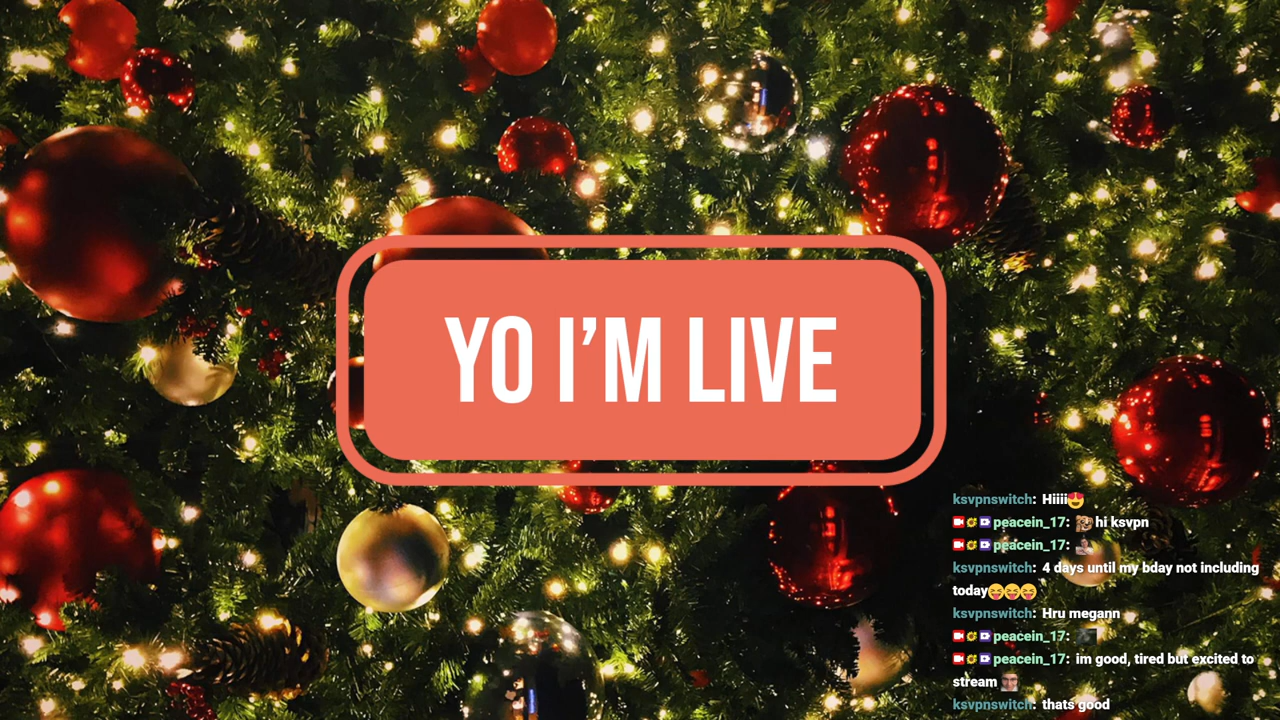 YO I’M LIVE
ksvpnswitch: Hiiii😍
peacein_17: hi ksvpn
peacein_17:
ksvpnswitch: 4 days until my bday not including
today😝😝😝
ksvpnswitch: Hru megann
peacein_17:
peacein_17: im good, tired but excited to
stream
ksvpnswitch: thats good